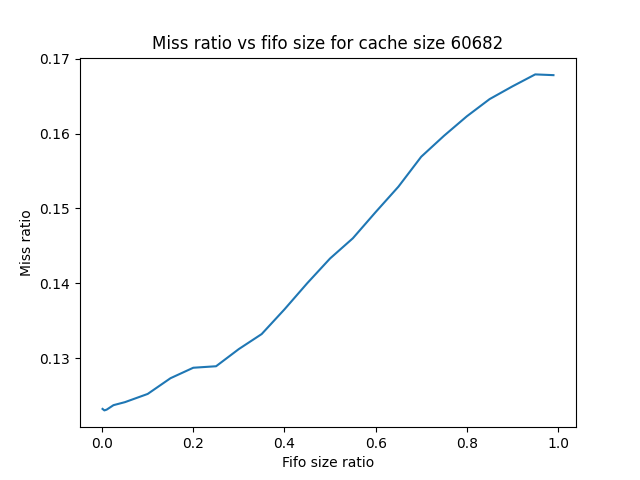 Miss ratio vs fifo size for cache size 60682
0.17
0.16
0.15
0.14
0.13
Miss ratio
0.0 0.2 0.4 0.6 0.8 1.0
Fifo size ratio